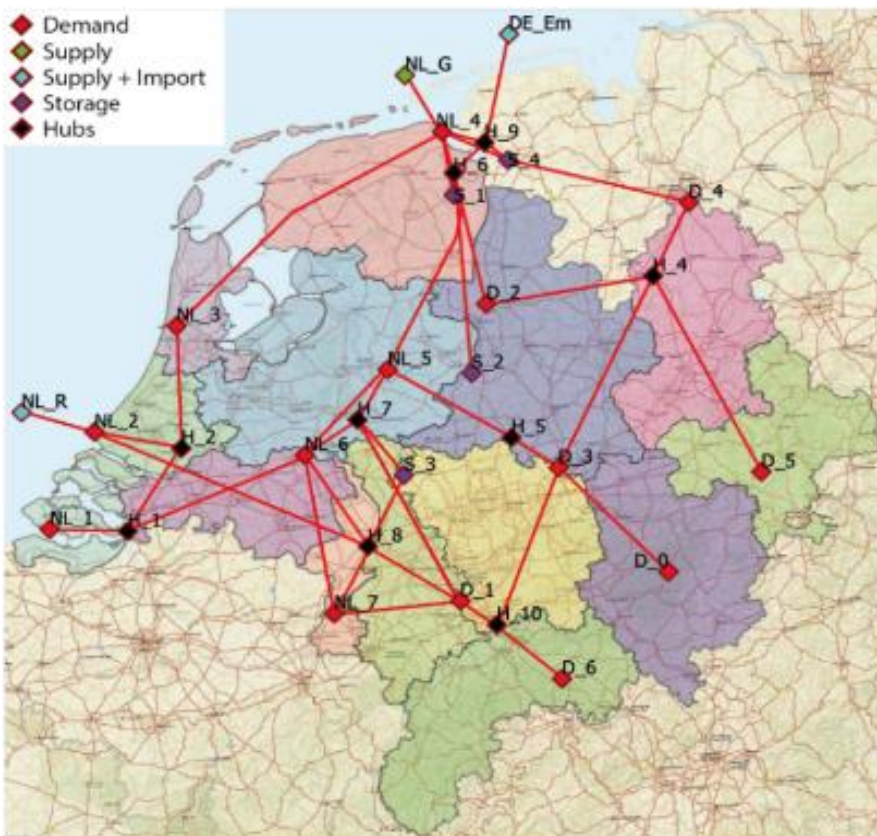 Demand
Supply
Supply + Import
Storage
Hubs
DE_Em
NL_G
NL_4
H_9
S_4
H_6
S_1
D_4
H_4
D_2
NL_3
NL_5
S_2
NL_R
NL_2
H_7
H_2
H_5
NL_6
S_3
D_3
D_5
NL_1
H_1
H_8
D_0
D_1
NL_7
H_10
D_6